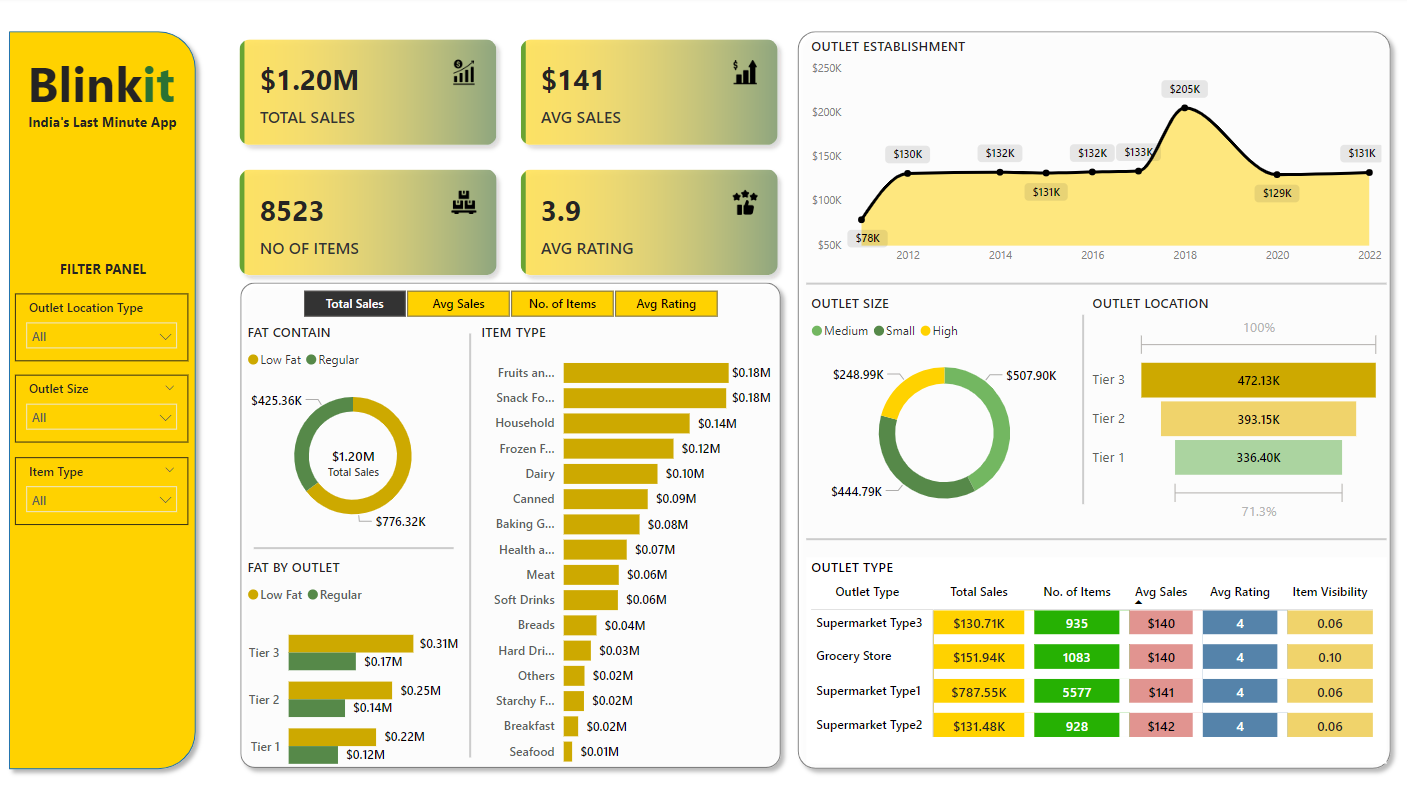 Blinkit
India's Last Minute App
FILTER PANEL
Outlet Location Type
All
Outlet Size
All
Item Type
All
$1.20M
TOTAL SALES
$141
AVG SALES
8523
NO OF ITEMS
3.9
AVG RATING
Total Sales
Avg Sales
No. of Items
Avg Rating
FAT CONTAIN
Low Fat Regular
$425.36K
$1.20M
Total Sales
$776.32K
FAT BY OUTLET
Low Fat Regular
Tier 3 $0.31M
$0.17M
Tier 2 $0.25M
$0.14M
Tier 1 $0.22M
$0.12M
ITEM TYPE
Fruits an... $0.18M
Snack Fo... $0.18M
Household $0.14M
Frozen F... $0.12M
Dairy $0.10M
Canned $0.09M
Baking G... $0.08M
Health a... $0.07M
Meat $0.06M
Soft Drinks $0.06M
Breads $0.04M
Hard Dri... $0.03M
Others $0.02M
Starchy F... $0.02M
Breakfast $0.02M
Seafood $0.01M
OUTLET ESTABLISHMENT
$250K
$200K
$150K
$100K
$50K
$78K
$130K
$132K
$131K
$132K
$133K
$205K
$129K
$131K
2012 2014 2016 2018 2020 2022
OUTLET SIZE
Medium Small High
$248.99K
$507.90K
$444.79K
OUTLET LOCATION
100%
Tier 3 472.13K
Tier 2 393.15K
Tier 1 336.40K
71.3%
OUTLET TYPE
Outlet Type Total Sales No. of Items Avg Sales Avg Rating Item Visibility
Supermarket Type3 $130.71K 935 $140 4 0.06
Grocery Store $151.94K 1083 $140 4 0.10
Supermarket Type1 $787.55K 5577 $141 4 0.06
Supermarket Type2 $131.48K 928 $142 4 0.06